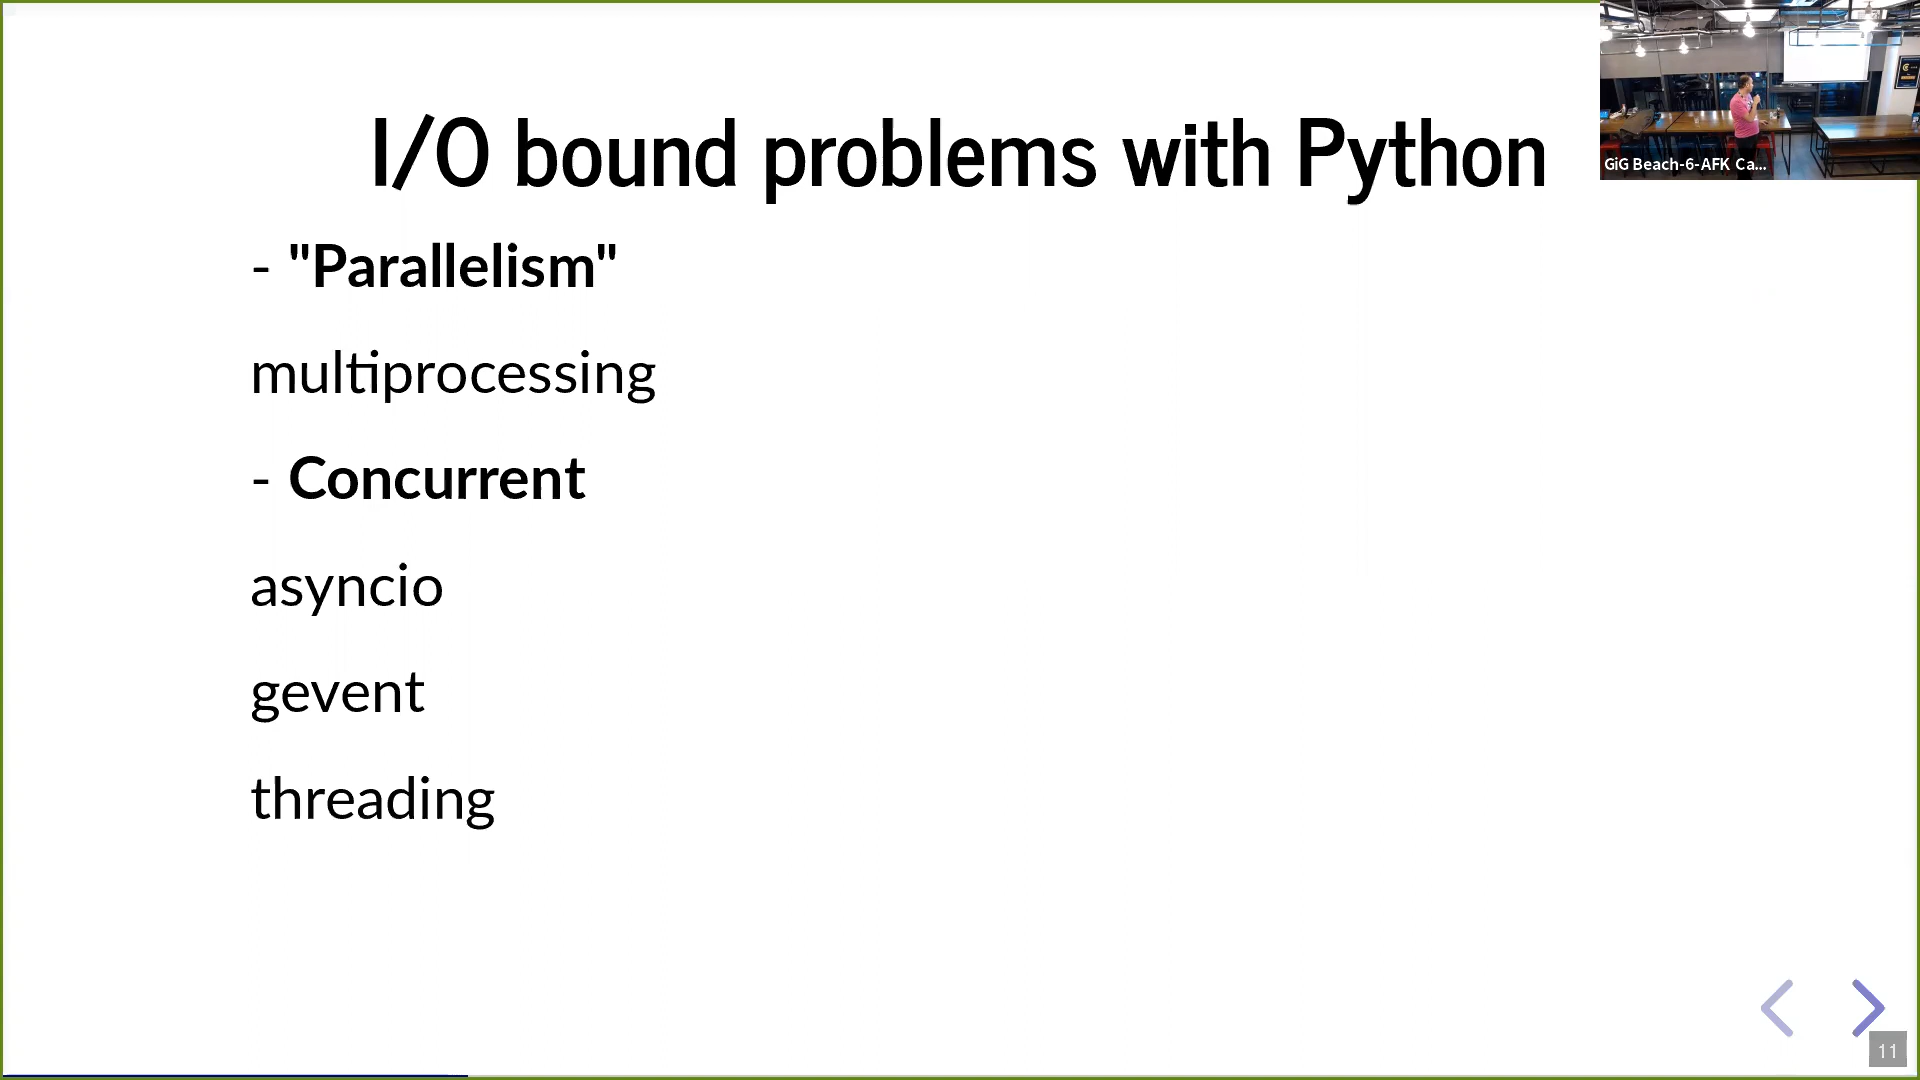 I/O bound problems with Python
GiG Beach-6-AFK Ca...
- "Parallelism"
multiprocessing
- Concurrent
asyncio
gevent
threading
11